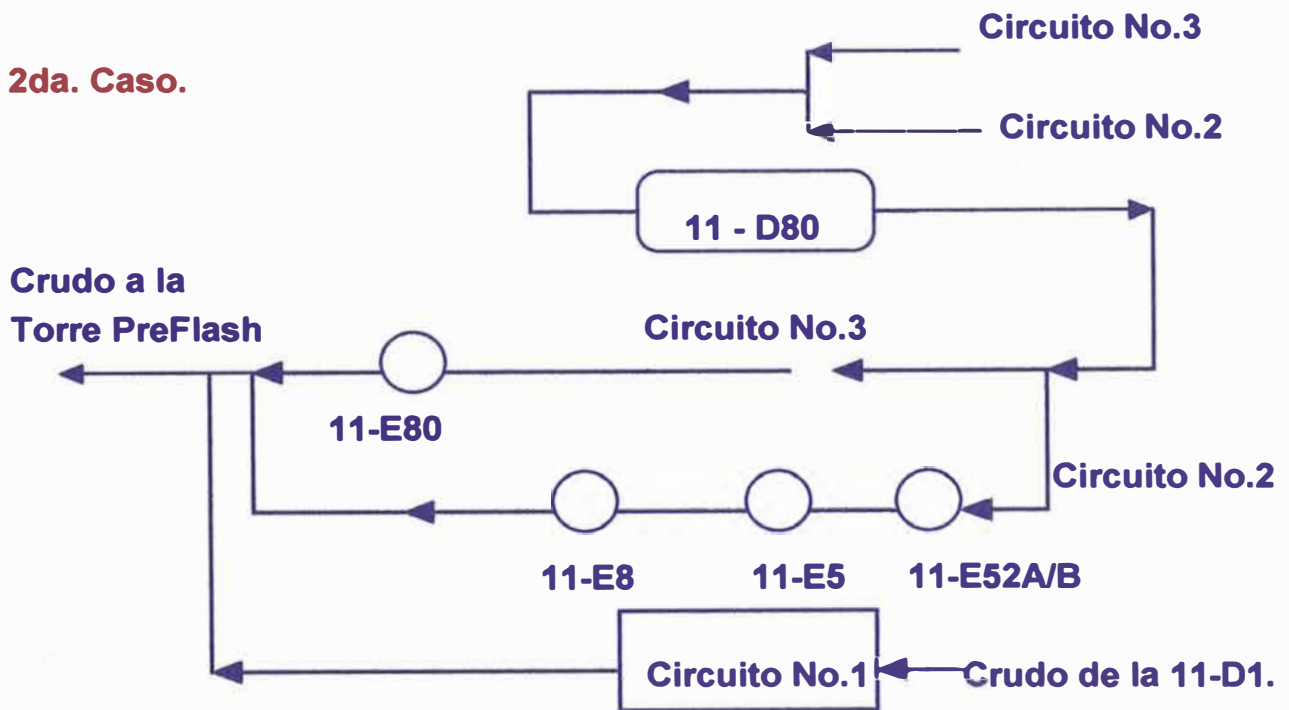 Circuito No.3
2da. Caso.
Circuito No.2
11 - D80
Crudo a la
Torre PreFlash
Circuito No.3
11-E80
Circuito No.2
11-E8
11-E5
11-E52A/B
Circuito No.1
Crudo de la 11-D1.